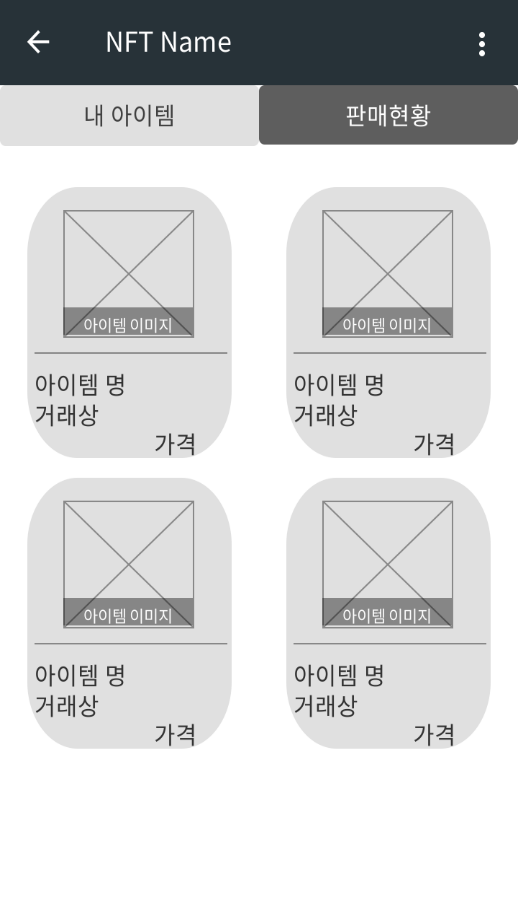 NFT Name
내 아이템
판매현황
아이템 이미지
아이템 명
거래상
가격
아이템 이미지
아이템 명
거래상
가격
아이템 이미지
아이템 명
거래상
가격
아이템 이미지
아이템 명
거래상
가격